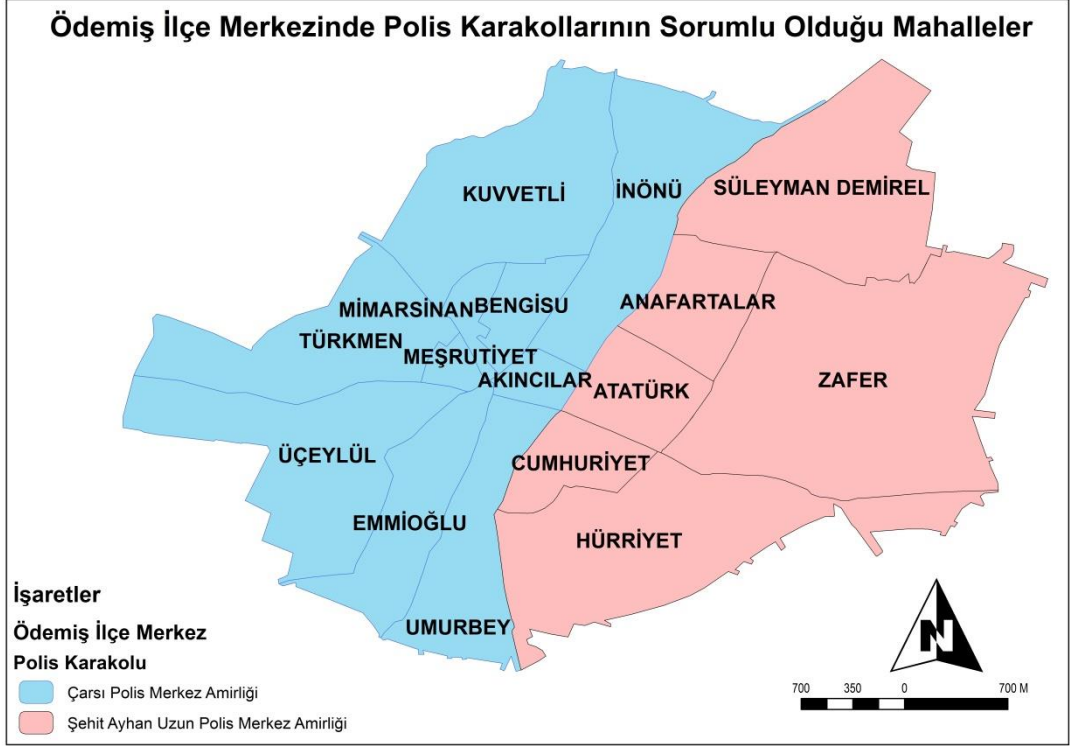 Ödemiş İlçe Merkezinde Polis Karakollarının Sorumlu Olduğu Mahalleler
KUVVETLİ
İNÖNÜ
SÜLEYMAN DEMİREL
MİMARSİNAN
BENGİSU
ANAFARTALAR
TÜRKMEN
MEŞRUTİYET
AKINCILAR
ATATÜRK
ZAFER
ÜÇEYLÜL
CUMHURİYET
EMMİOĞLU
HÜRRİYET
UMURBEY
İşaretler
Ödemiş İlçe Merkez
Polis Karakolu
Çarsı Polis Merkez Amirliği
Şehit Ayhan Uzun Polis Merkez Amirliği
N
700 350 0 700 M